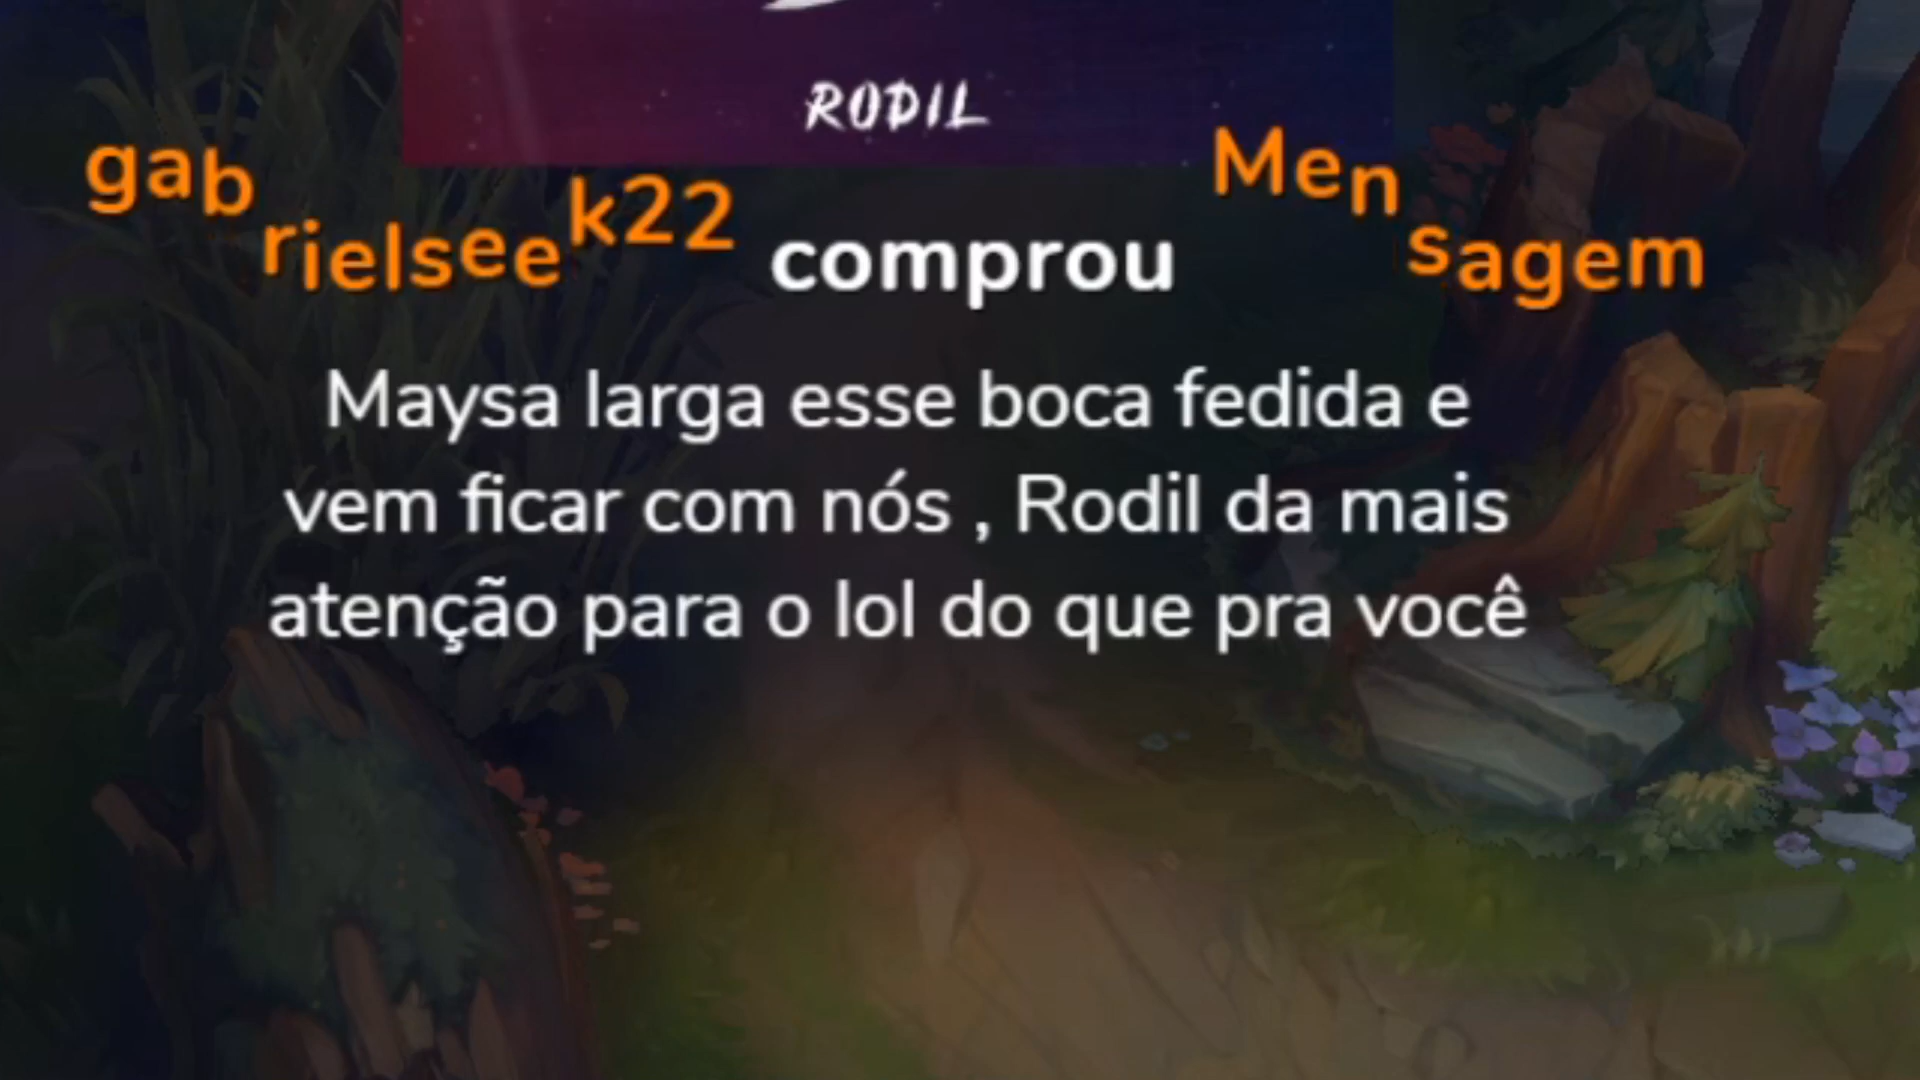 RODIL
gabrielseek22 comprou Mensagem
Maysa larga esse boca fedida e
vem ficar com nós , Rodil da mais
atenção para o lol do que pra você